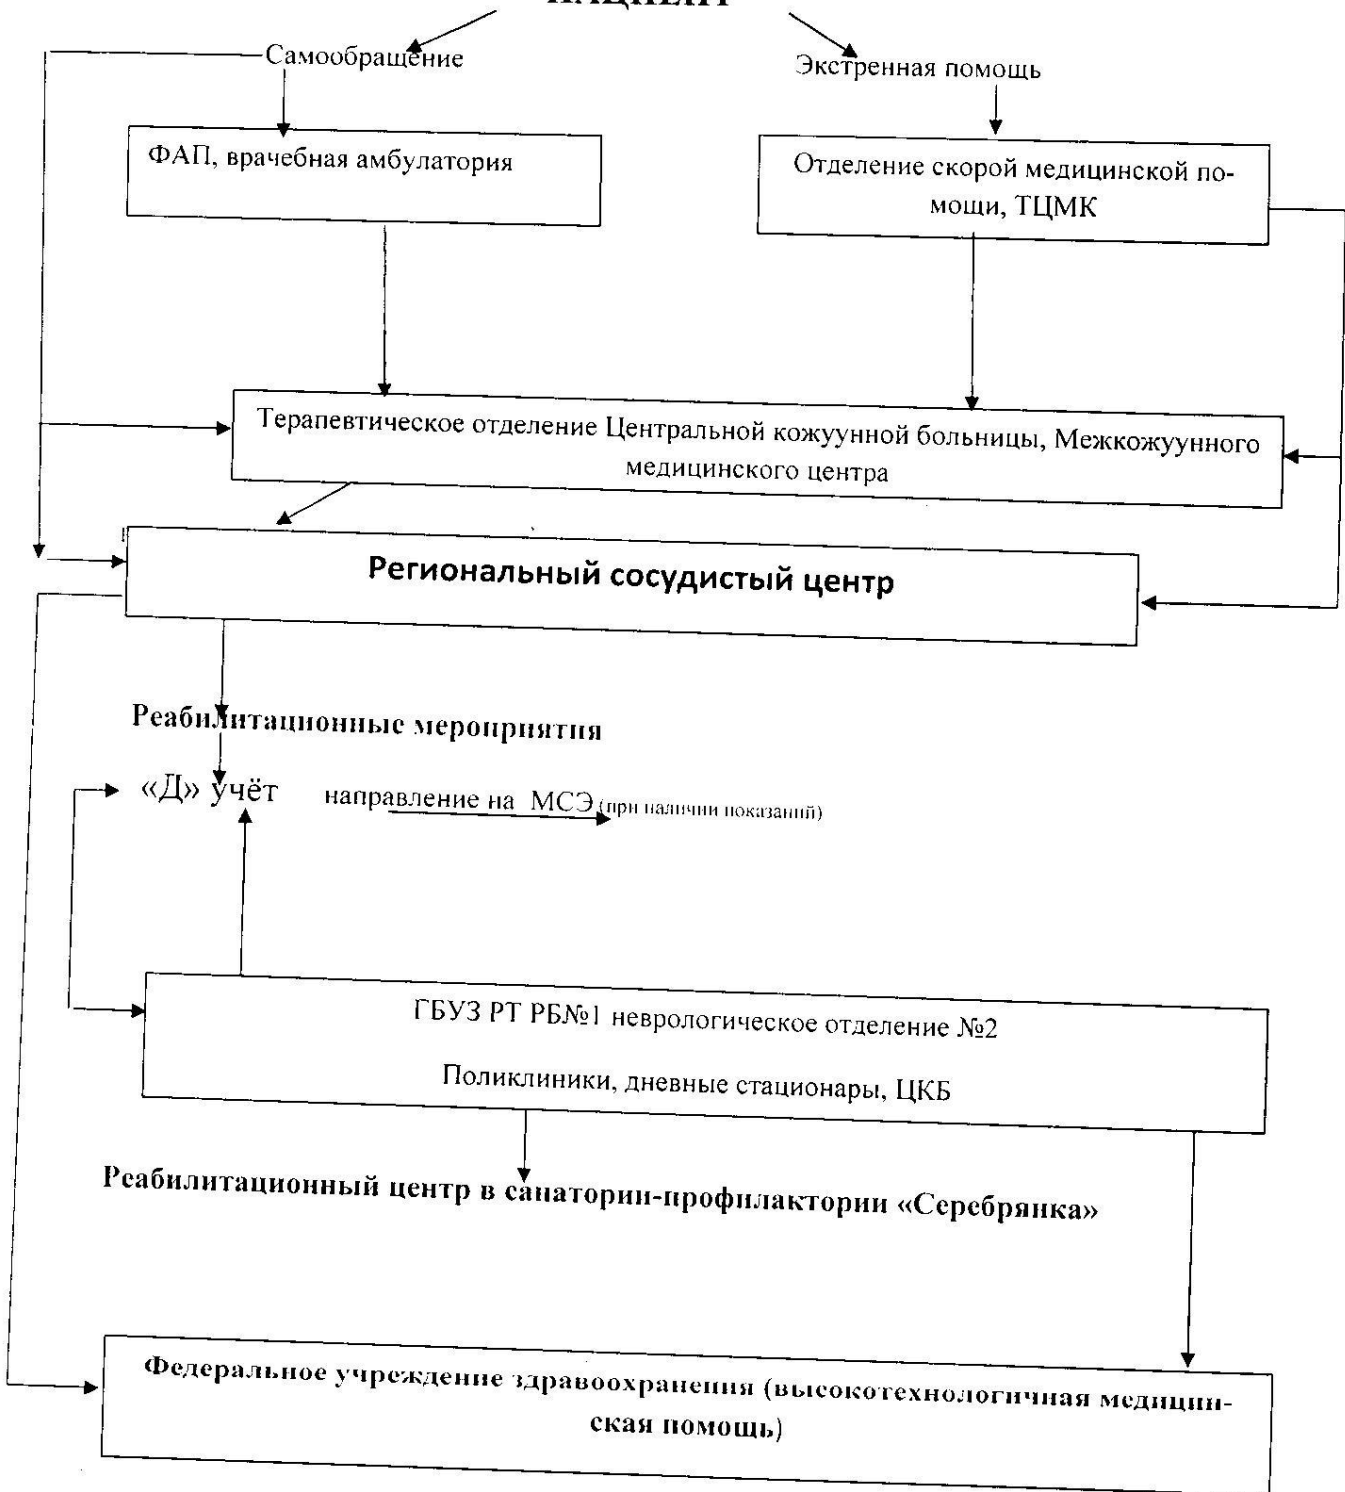 ПАЦИЕНТ
Самообращение
Экстренная помощь
ФАП, врачебная амбулатория
Отделение скорой медицинской по-
мощи, ТЦМК
Терапевтическое отделение Центральной кожуунной больницы, Межкожуунного
медицинского центра
Региональный сосудистый центр
Реабилитационные мероприятия
«Д» учёт направление на МСЭ (при наличии показаний)
ГБУЗ РТ РБ№1 неврологическое отделение №2
Поликлиники, дневные стационары, ЦКБ
Реабилитационный центр в санатории-профилактории «Серебрянка»
Федеральное учреждение здравоохранения (высокотехнологичная медицин-
ская помощь)